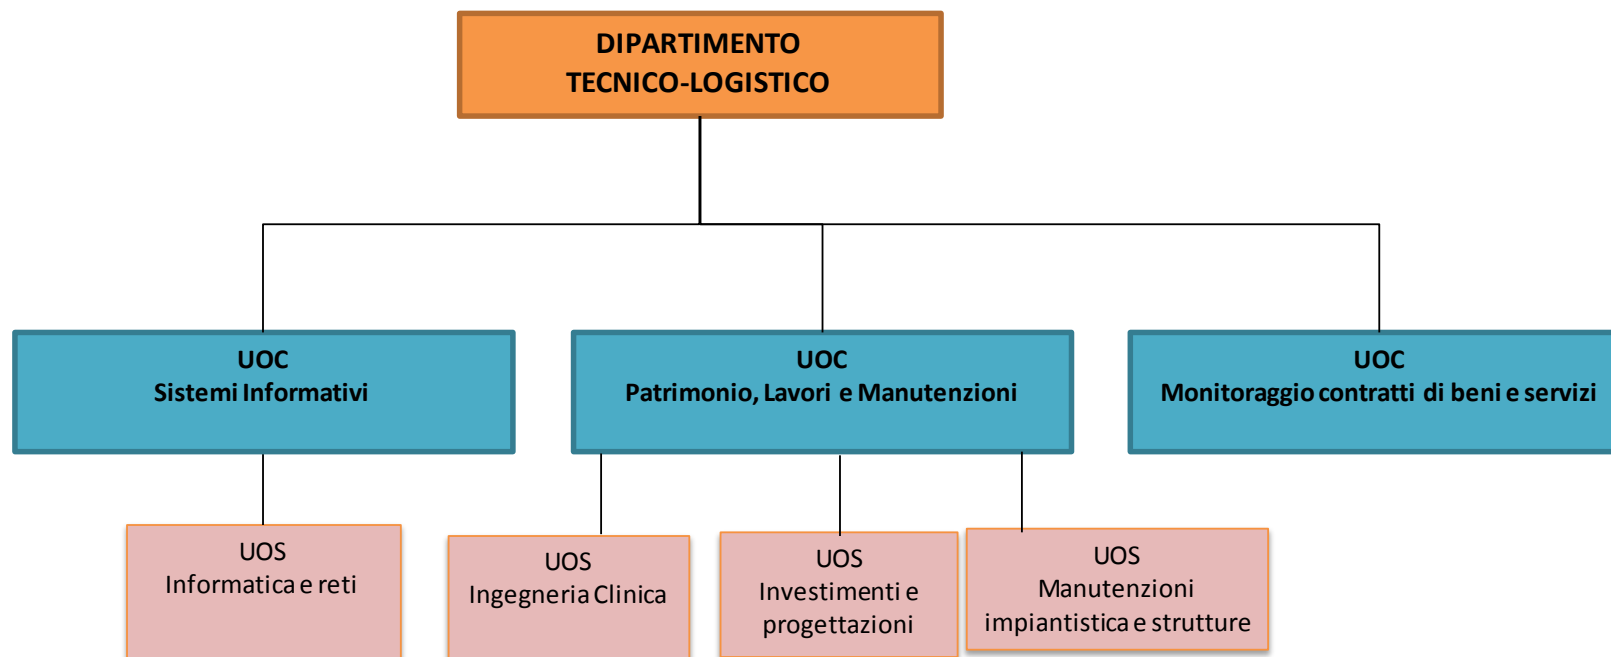 DIPARTIMENTO
TECNICO-LOGISTICO
UOC
Sistemi Informativi
UOC
Patrimonio, Lavori e Manutenzioni
UOC
Monitoraggio contratti di beni e servizi
UOS
Informatica e reti
UOS
Ingegneria Clinica
UOS
Investimenti e
progettazioni
UOS
Manutenzioni
impiantistica e strutture